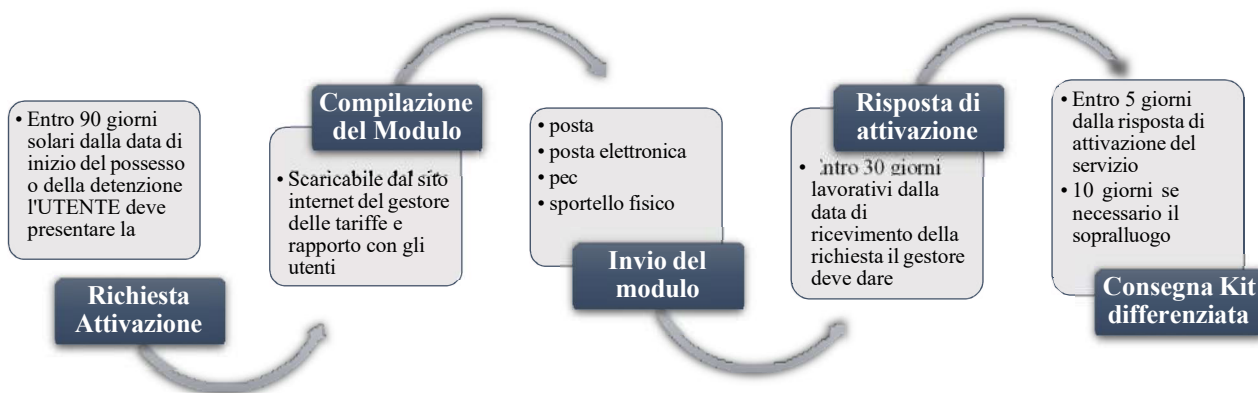 • Entro 90 giorni
solari dalla data di
inizio del possesso
o della detenzione
l'UTENTE deve
presentare la
Richiesta
Attivazione
Compilazione
del Modulo
• Scaricabile dal sito
internet del gestore
delle tariffe e
rapporto con gli
utenti
• posta
• posta elettronica
• pec
• sportello fisico
Invio del
modulo
Risposta di
attivazione
• Entro 30 giorni
lavorativi dalla
data di
ricevimento della
richiesta il gestore
deve dare
• Entro 5 giorni
dalla risposta di
attivazione del
servizio
• 10 giorni se
necessario il
sopralluogo
Consegna Kit
differenziata